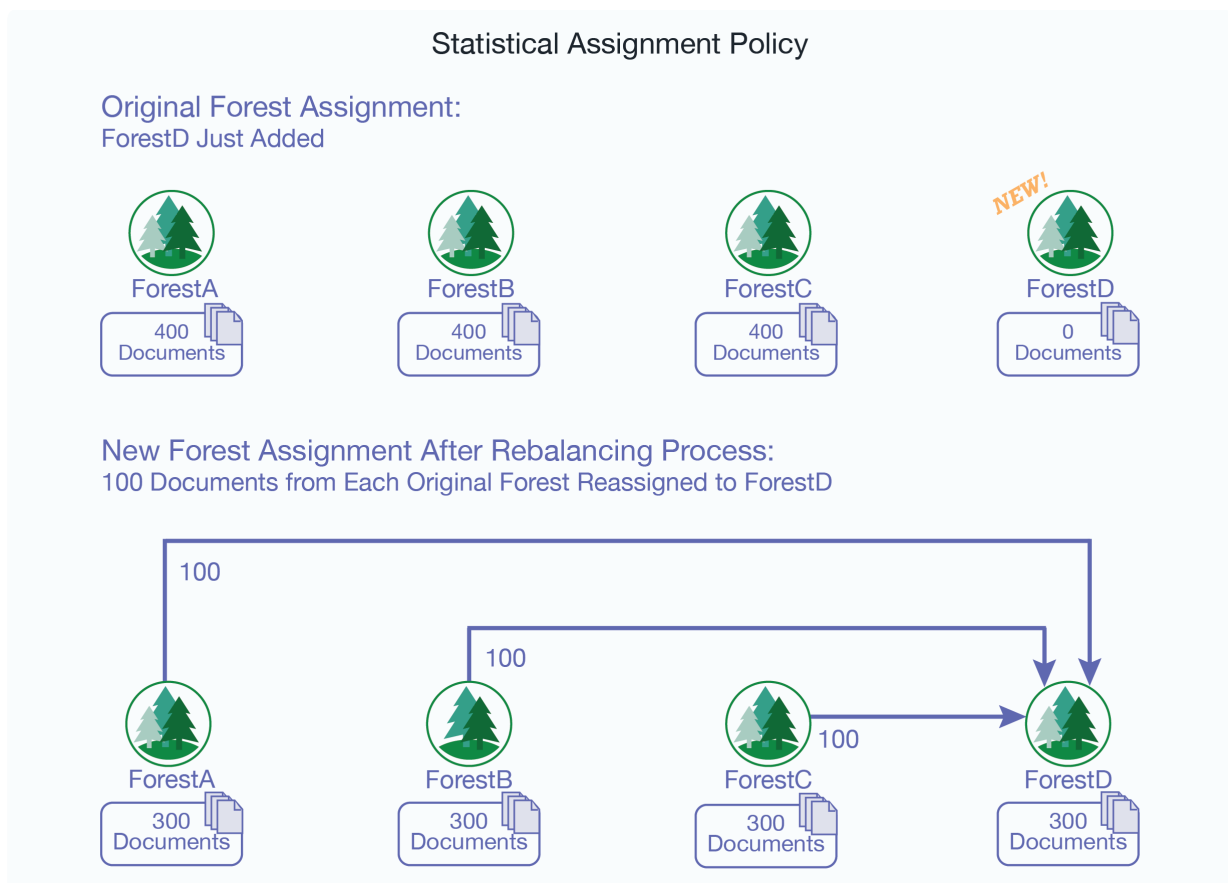 Statistical Assignment Policy
Original Forest Assignment:
ForestD Just Added
NEW!
ForestA
ForestB
ForestC
ForestD
400
Documents
400
Documents
400
Documents
0
Documents
New Forest Assignment After Rebalancing Process:
100 Documents from Each Original Forest Reassigned to ForestD
100
100
100
ForestA
ForestB
ForestC
ForestD
300
Documents
300
Documents
300
Documents
300
Documents